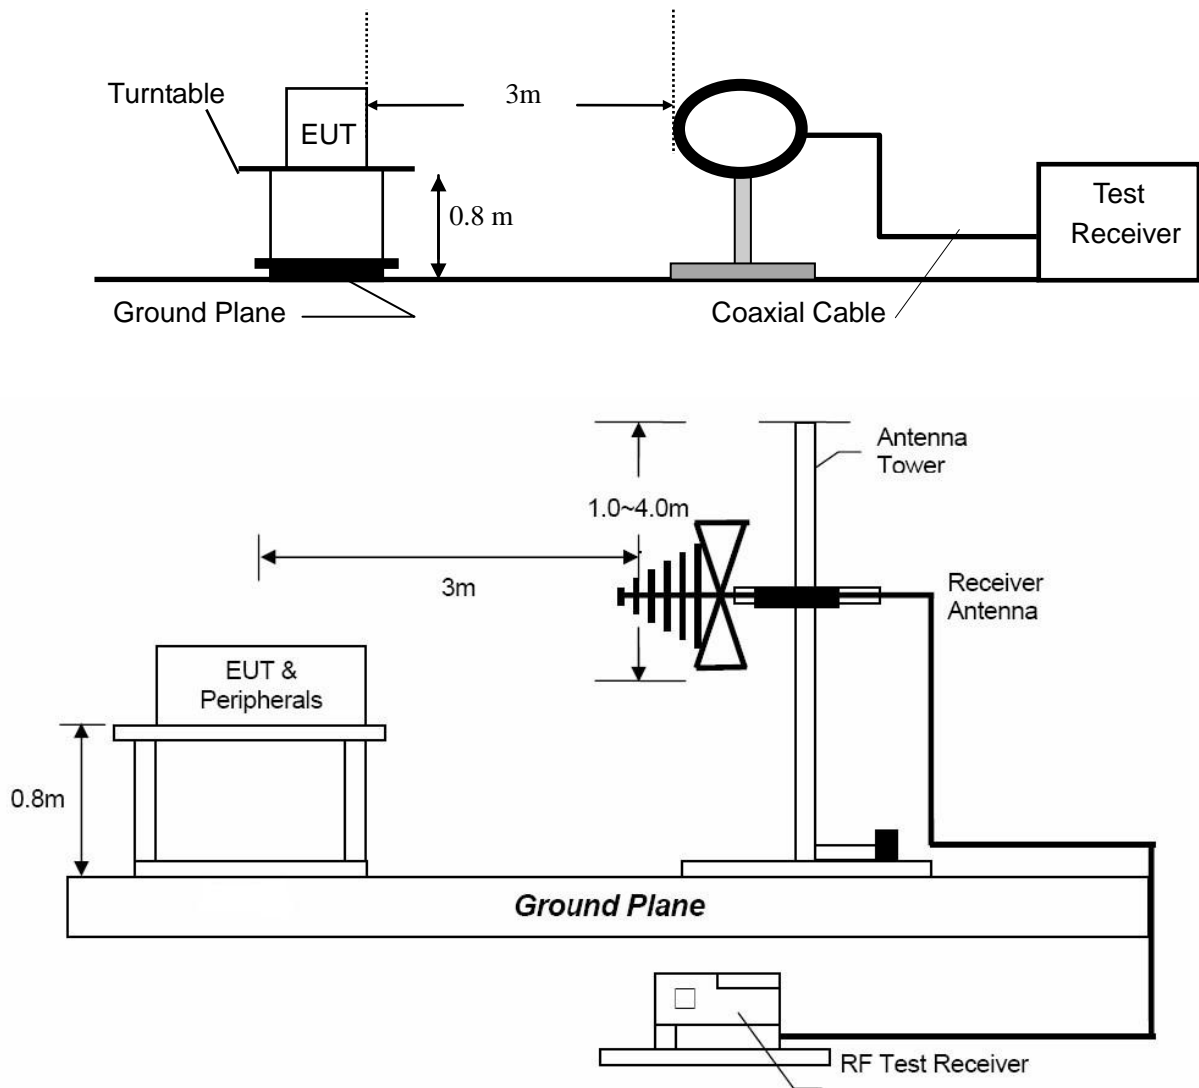 3m
Turntable
EUT
Test
Receiver
0.8 m
Ground Plane
Coaxial Cable
Antenna
Tower
1.0~4.0m
3m
Receiver
Antenna
EUT &
Peripherals
0.8m
Ground Plane
RF Test Receiver